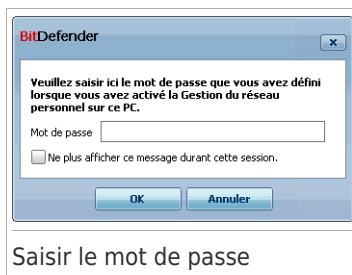 BitDefender
Veuillez saisir ici le mot de passe que vous avez défini
lorsque vous avez activé la Gestion du réseau
personnel sur ce PC.
Mot de passe
Ne plus afficher ce message durant cette session.
OK Annuler
Saisir le mot de passe